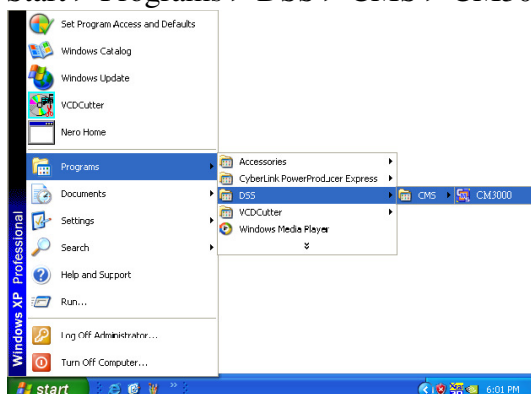 Start / Programs / DSS / CMS / CM30
Set Program Access and Defaults
Windows Catalog
Windows Update
VCDCutter
Nero Home
Programs
Documents
Settings
Search
Help and Support
Run...
Log Off Administrator...
Turn Off Computer...
Windows XP Professional
Accessories
CyberLink PowerProducer Express
DSS
VCDCutter
Windows Media Player
CMS
CM3000
start
6:01 PM